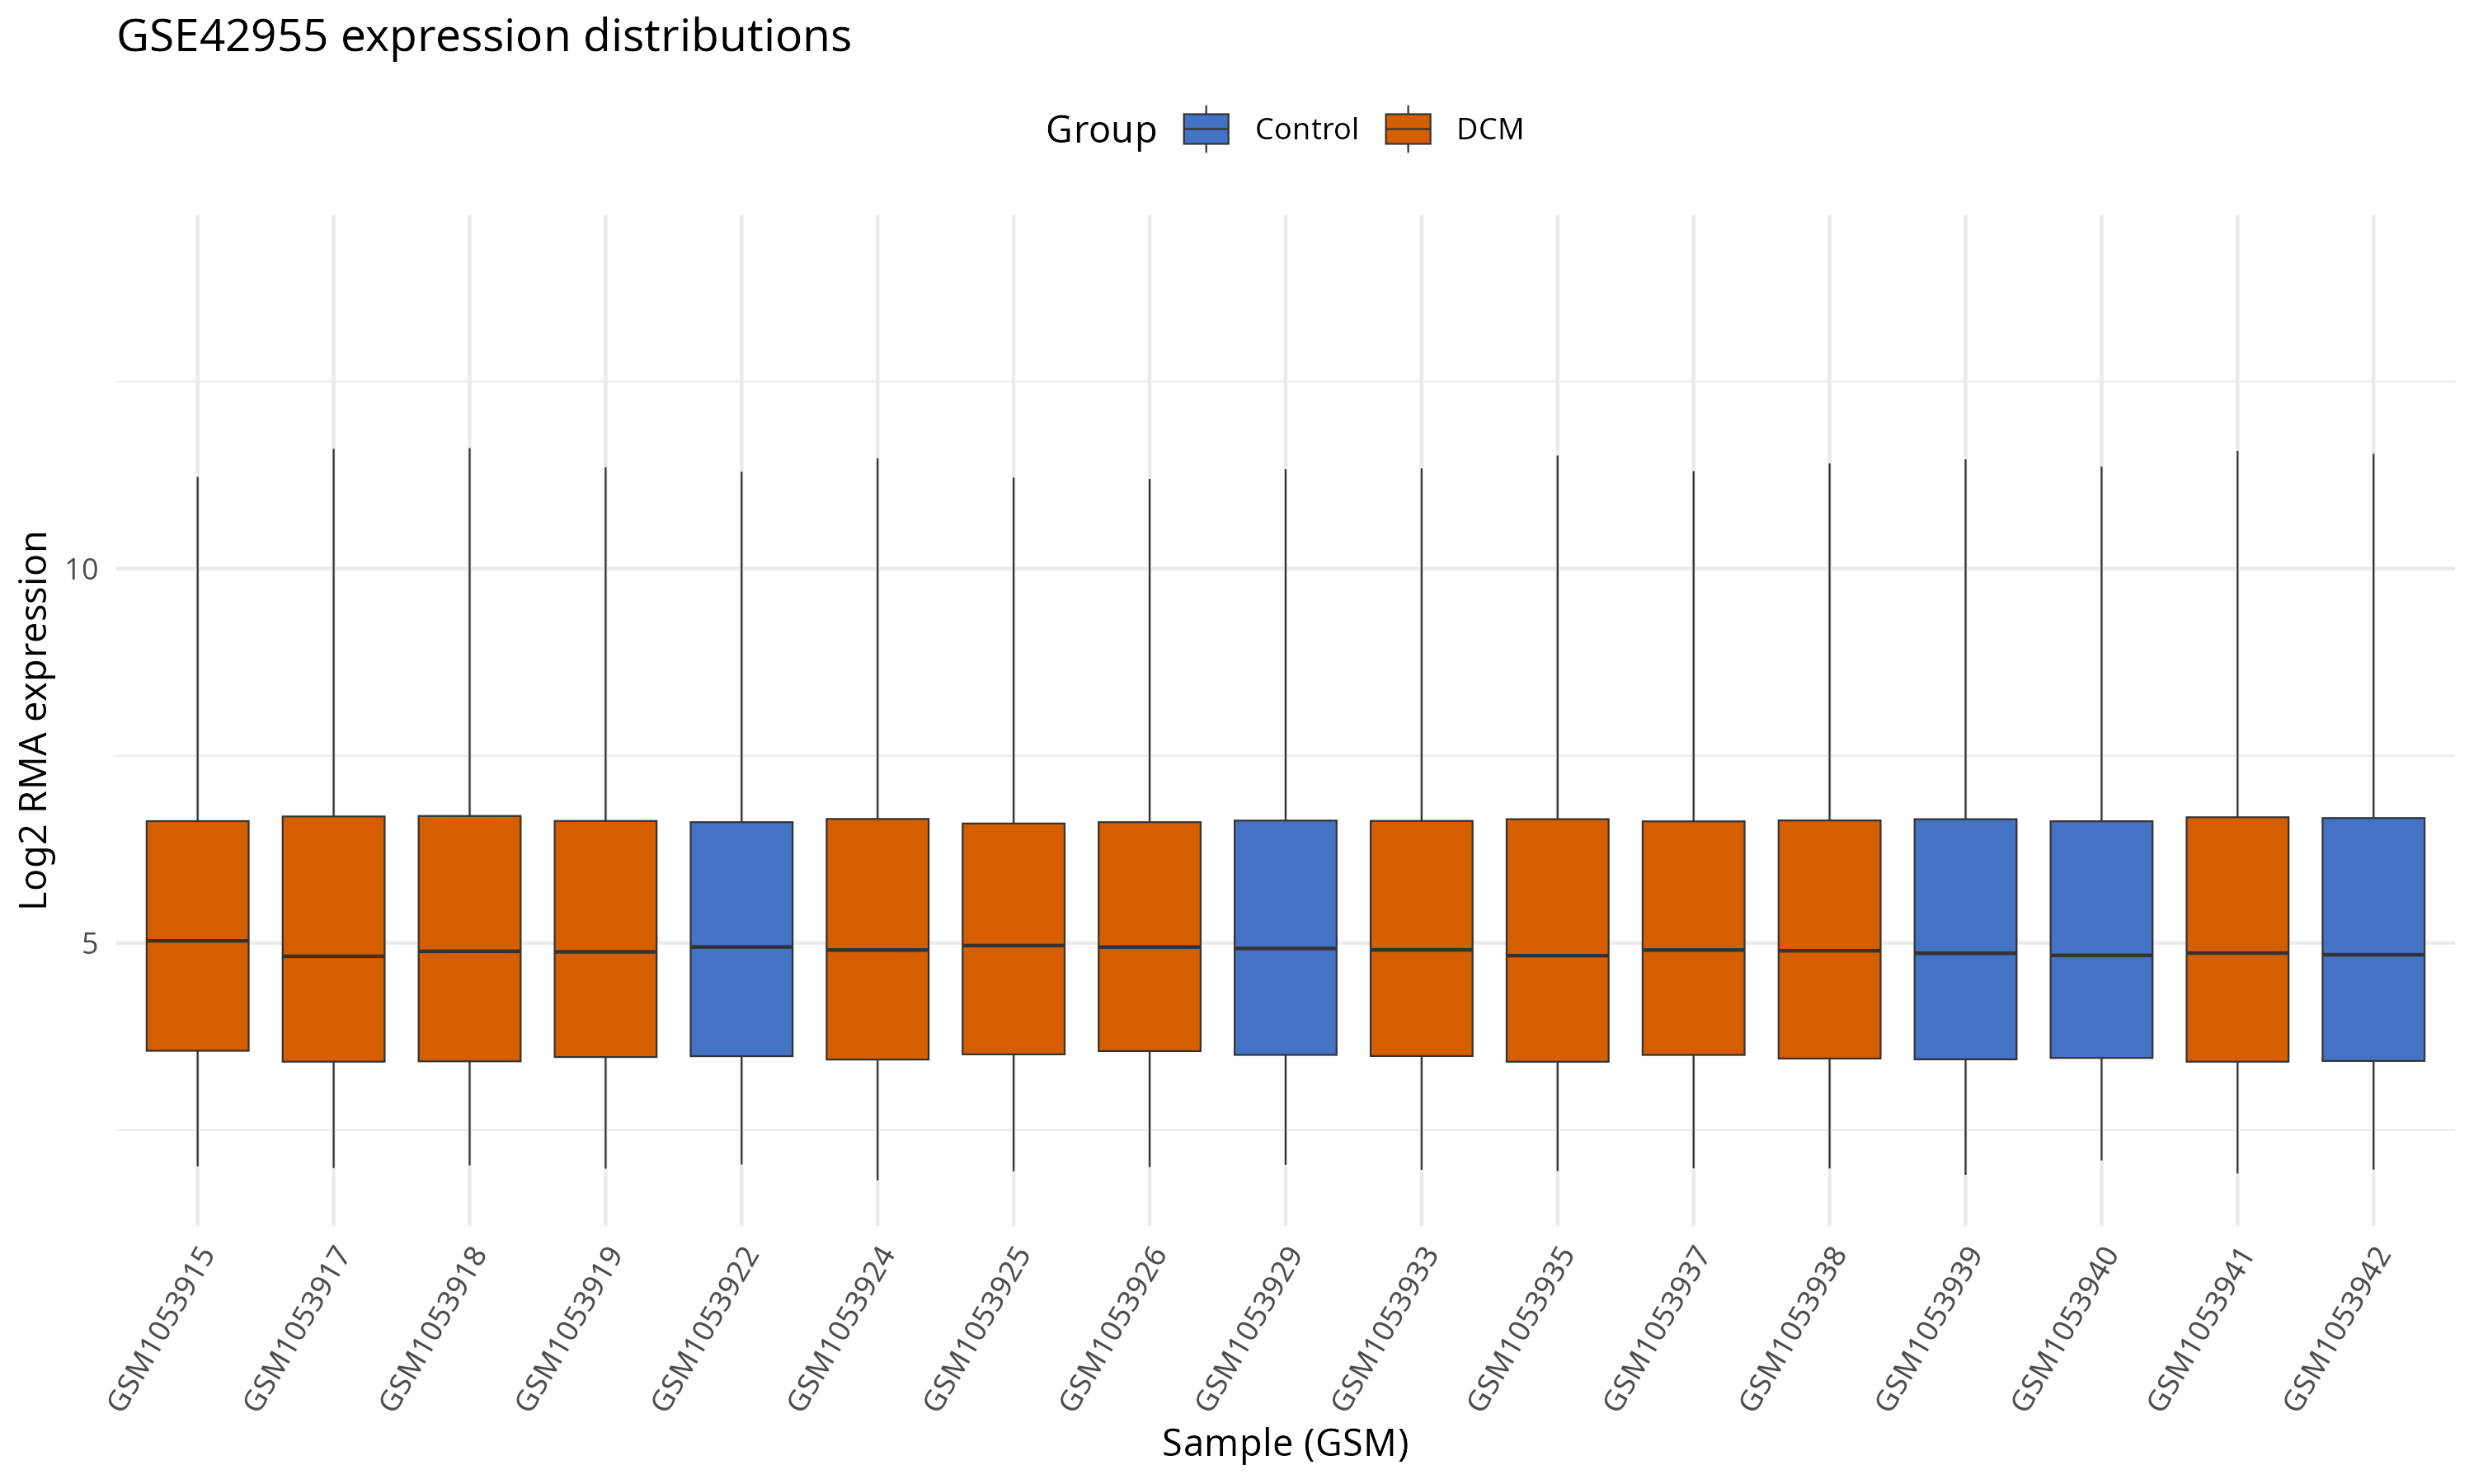 GSE42955 expression distributions
Group Control DCM
Log2 RMA expression
10
5
GSM1053915
GSM1053917
GSM1053918
GSM1053919
GSM1053922
GSM1053924
GSM1053925
GSM1053926
GSM1053929
GSM1053933
GSM1053935
GSM1053937
GSM1053938
GSM1053939
GSM1053940
GSM1053941
GSM1053942
Sample (GSM)